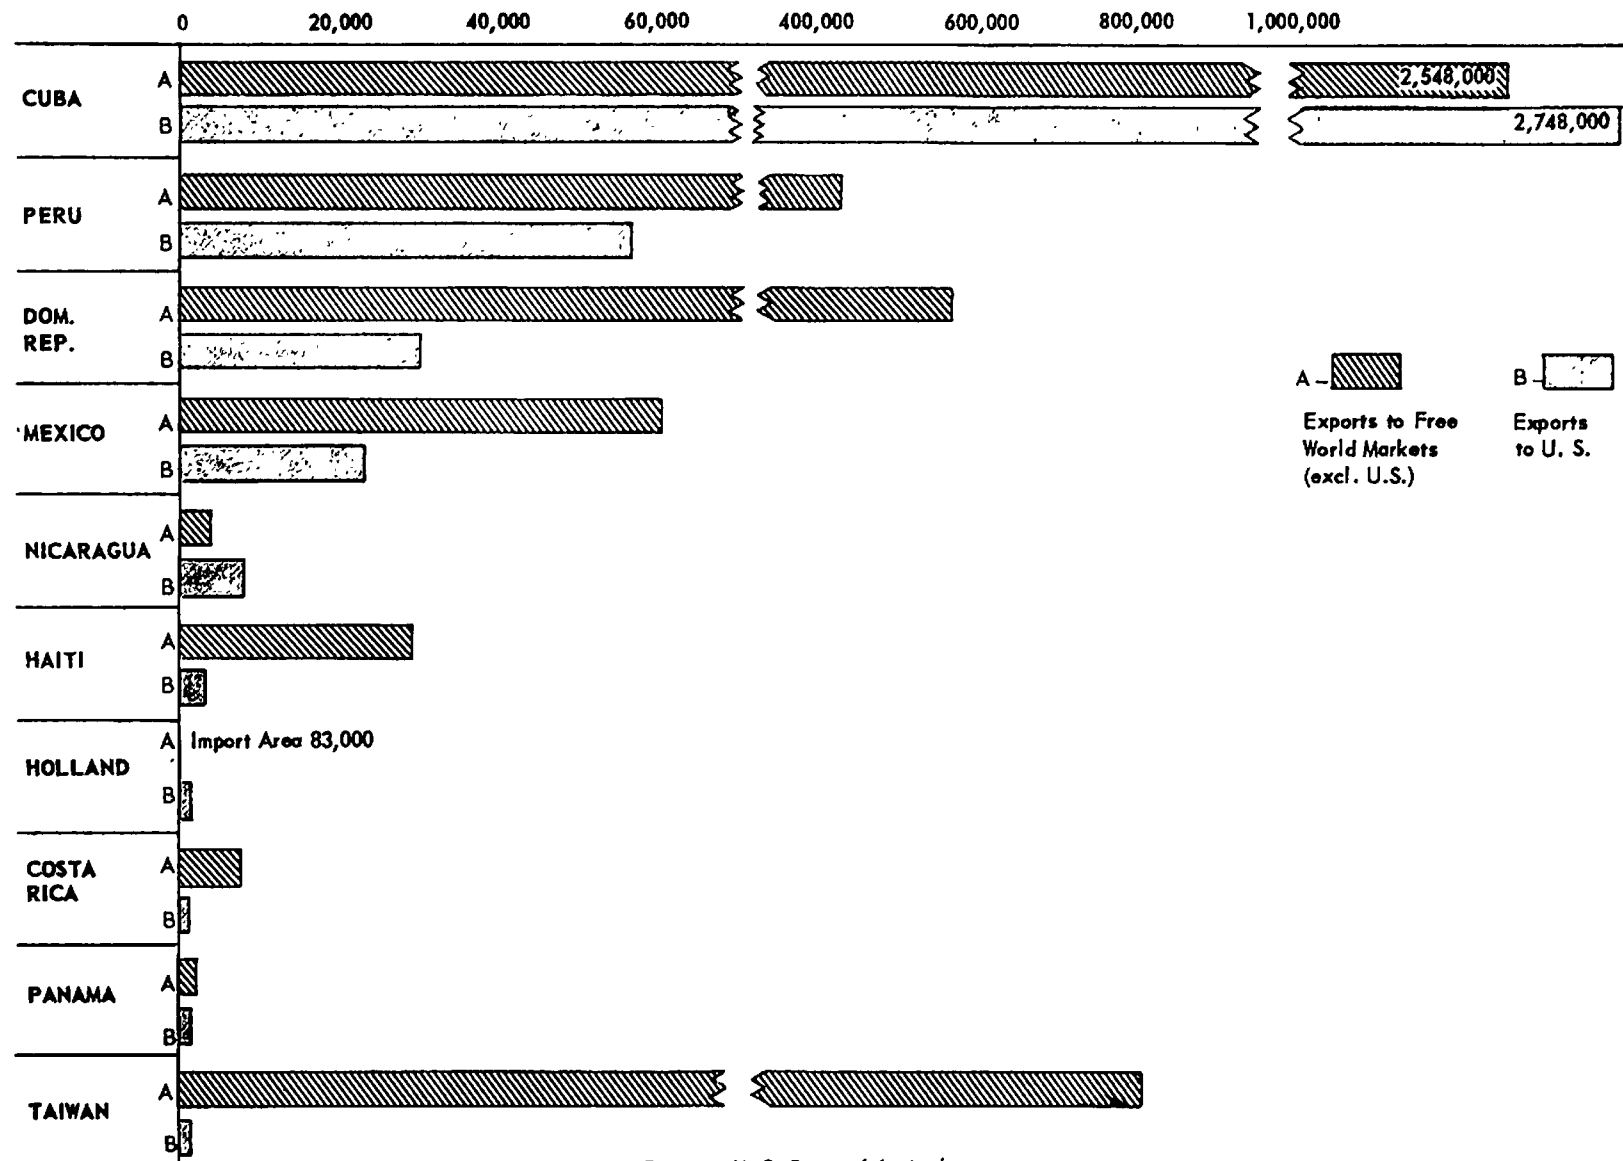 0 20,000 40,000 60,000 400,000 600,000 800,000 1,000,000
CUBA
A
2,548,000
B
2,748,000
PERU
A
B
DOM.
REP.
A
B
MEXICO
A
B
NICARAGUA
A
B
HAITI
A
B
HOLLAND
A Import Area 83,000
B
COSTA
RICA
A
B
PANAMA
A
B
TAIWAN
A
B
A –
Exports to Free
World Markets
(excl. U.S.)
B –
Exports
to U. S.